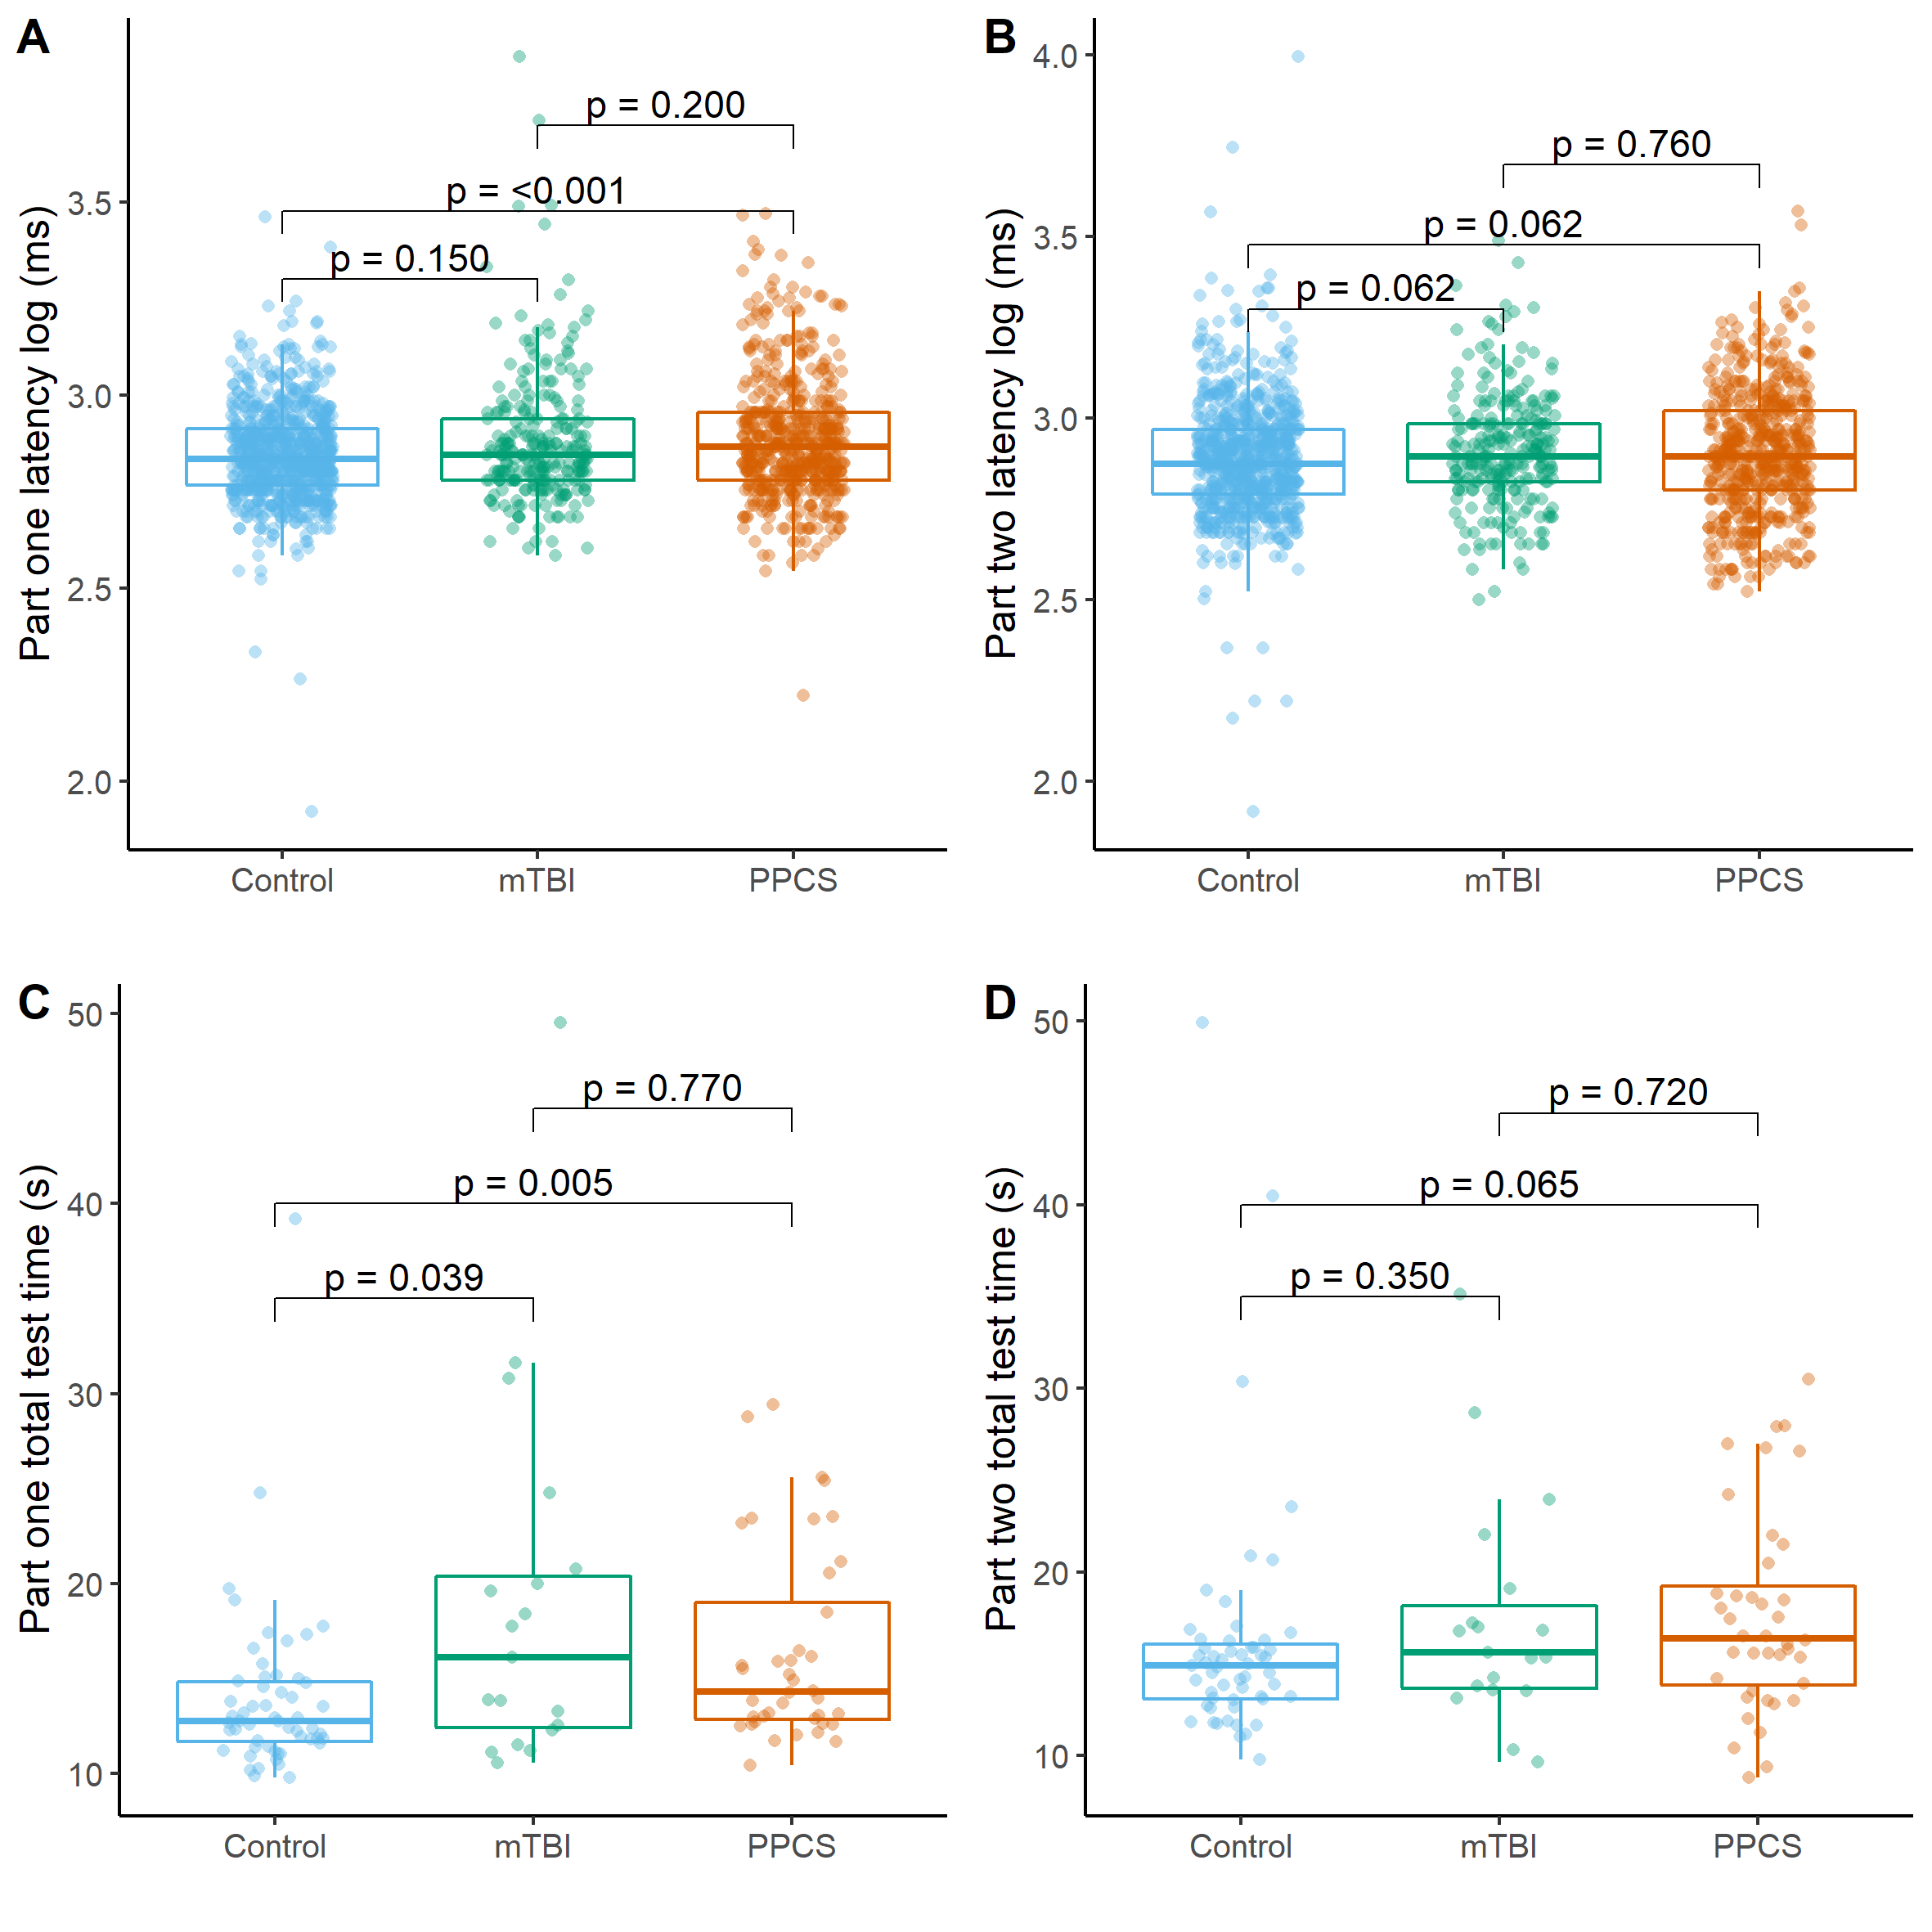 A
Part one latency log (ms)
3.5
3.0
2.5
2.0
p = 0.200
p = <0.001
p = 0.150
Control
mTBI
PPCS
B
Part two latency log (ms)
4.0
3.5
3.0
2.5
2.0
p = 0.760
p = 0.062
p = 0.062
Control
mTBI
PPCS
C
Part one total test time (s)
50
40
30
20
10
p = 0.770
p = 0.005
p = 0.039
Control
mTBI
PPCS
D
Part two total test time (s)
50
40
30
20
10
p = 0.720
p = 0.065
p = 0.350
Control
mTBI
PPCS